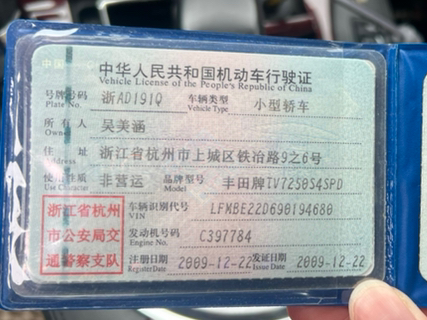 中华人民共和国机动车行驶证
Vehicle License of the People's Republic of China
号牌号码 浙AD191Q 车辆类型 小型轿车
Plate No. Vehicle Type
所有人 吴美涵
Owner
住址 浙江省杭州市上城区铁冶路9之6号
Address
使用性质 非营运 品牌型号 丰田牌TV7250S4SPD
Use Character Model
浙江省杭州市公安局交通警察支队
车辆识别代号 LFMBE22D690194680
VIN
发动机号码 C397784
Engine No.
注册日期 2009-12-22 发证日期 2009-12-22
Register Date Issue Date